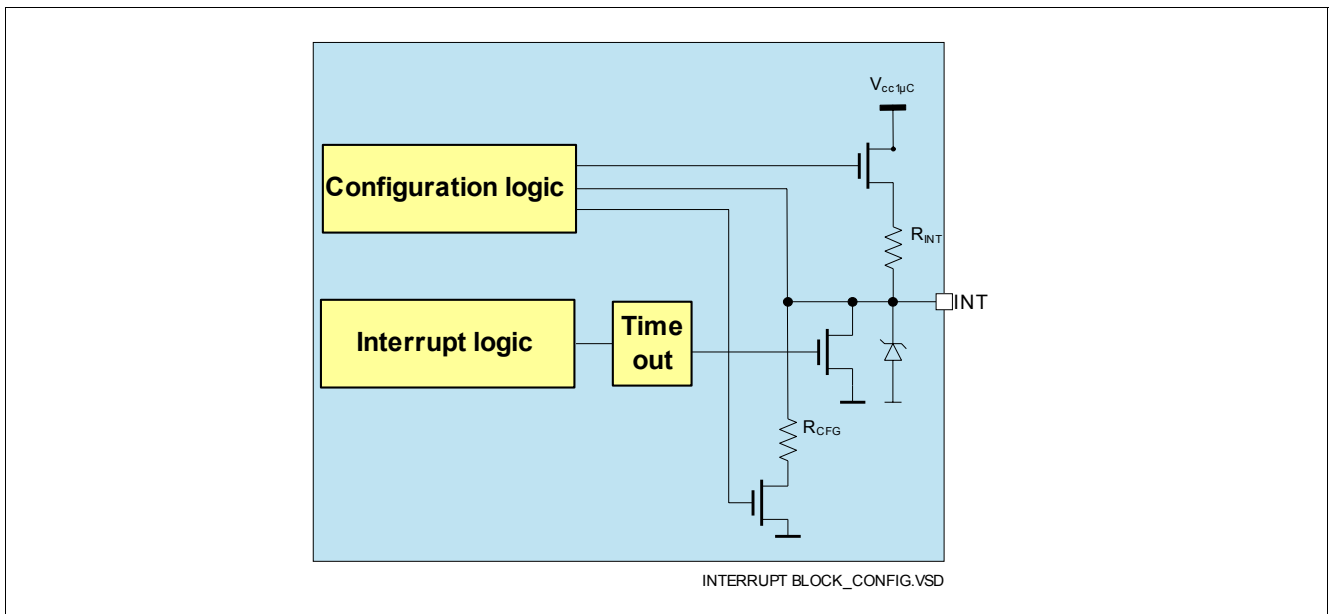 Vcc1µC
Configuration logic
RINT
INT
Interrupt logic
Time
out
RCFG
INTERRUPT BLOCK_CONFIG.VSD